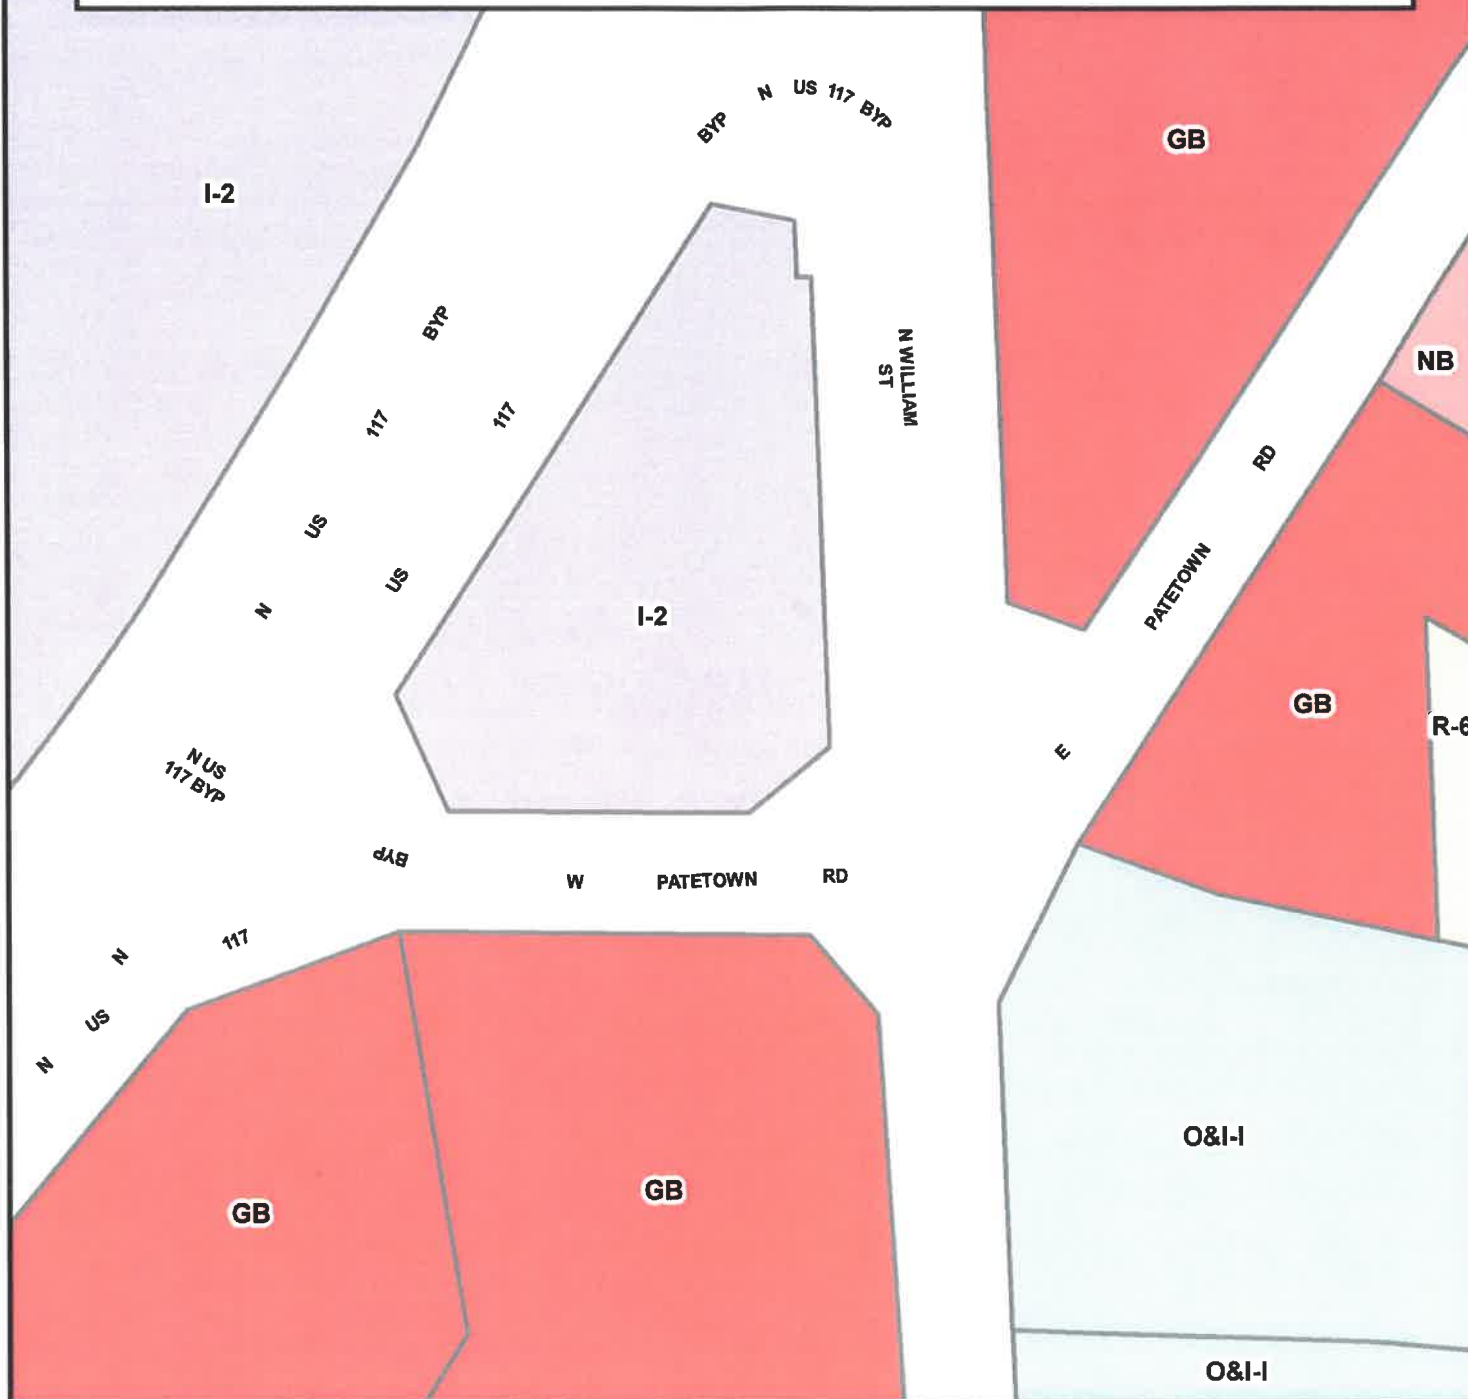 BYP N US 117 BYP
GB
I-2
BYP
N WILLIAM
ST
NB
117
117
RD
US
US
N
PATETOWN
I-2
GB
R-6
E
N US
117 BYP
BYP
W PATETOWN RD
117
N
US
N
O&I-I
GB
GB
O&I-I